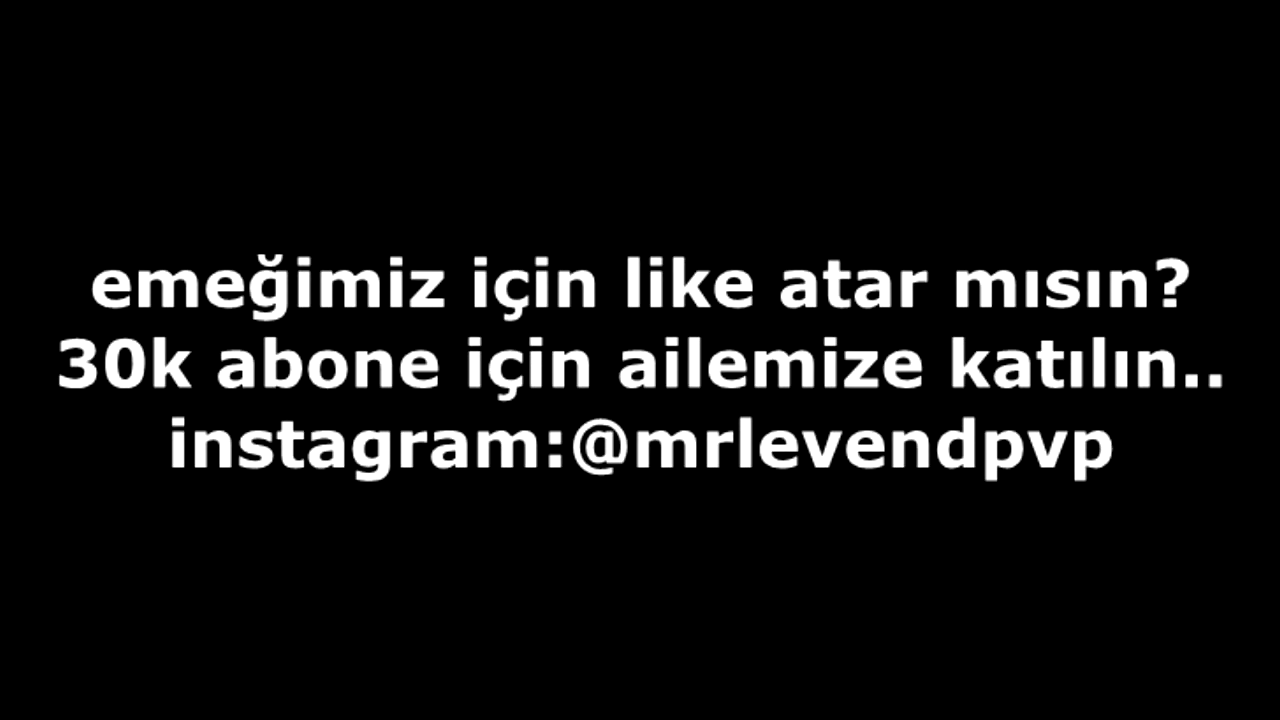 emeğimiz için like atar mısın?
30k abone için ailemize katılın..
instagram:@mrlevendpvp